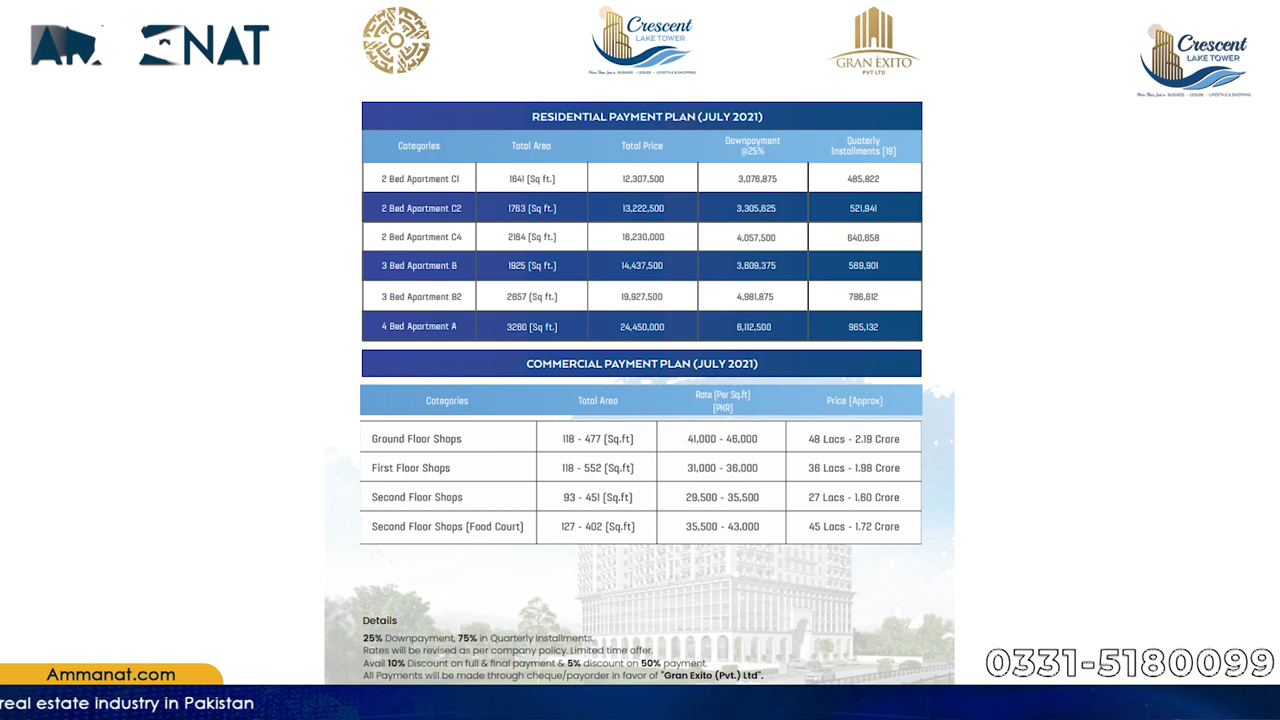 NAT
Crescent
LAKE TOWER
GRAN EXITO
PVT LTD
Crescent
LAKE TOWER
RESIDENTIAL PAYMENT PLAN (JULY 2021)
Categories Total Area Total Price Downpayment @25% Quoterly Installments (19)
2 Bed Apartment C1 1641 (Sq ft.) 12,307,500 3,076,875 485,822
2 Bed Apartment C2 1763 (Sq ft.) 13,222,500 3,305,625 521,941
2 Bed Apartment C4 2164 (Sq ft.) 16,230,000 4,057,500 640,658
3 Bed Apartment B 1925 (Sq ft.) 14,437,500 3,609,375 569,901
3 Bed Apartment B2 2657 (Sq ft.) 19,927,500 4,981,875 786,612
4 Bed Apartment A 3260 (Sq ft.) 24,450,000 6,112,500 965,132
COMMERCIAL PAYMENT PLAN (JULY 2021)
Categories Total Area Rate (Per Sq.ft) (PKR) Price (Approx)
Ground Floor Shops 118 - 477 (Sq.ft) 41,000 - 46,000 48 Lacs - 2.19 Crore
First Floor Shops 118 - 552 (Sq.ft) 31,000 - 36,000 36 Lacs - 1.98 Crore
Second Floor Shops 93 - 451 (Sq.ft) 29,500 - 35,500 27 Lacs - 1.60 Crore
Second Floor Shops (Food Court) 127 - 402 (Sq.ft) 35,500 - 43,000 45 Lacs - 1.72 Crore
Details
25% Downpayment, 75% in Quarterly Installments.
Rates will be revised as per company policy. Limited time offer.
Avail 10% Discount on full & final payment & 5% discount on 50% payment.
All Payments will be made through cheque/payorder in favor of "Gran Exito (Pvt.) Ltd".
0331-5180099
Ammanat.com
real estate industry in Pakistan